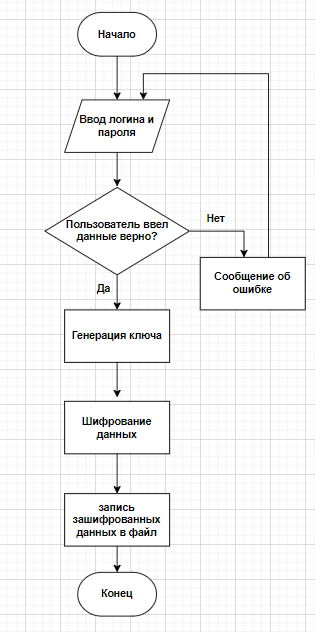 Начало
Ввод логина и
пароля
Пользователь ввел
данные верно?
Нет
Сообщение об
ошибке
Да
Генерация ключа
Шифрование
данных
запись
зашифрованных
данных в файл
Конец